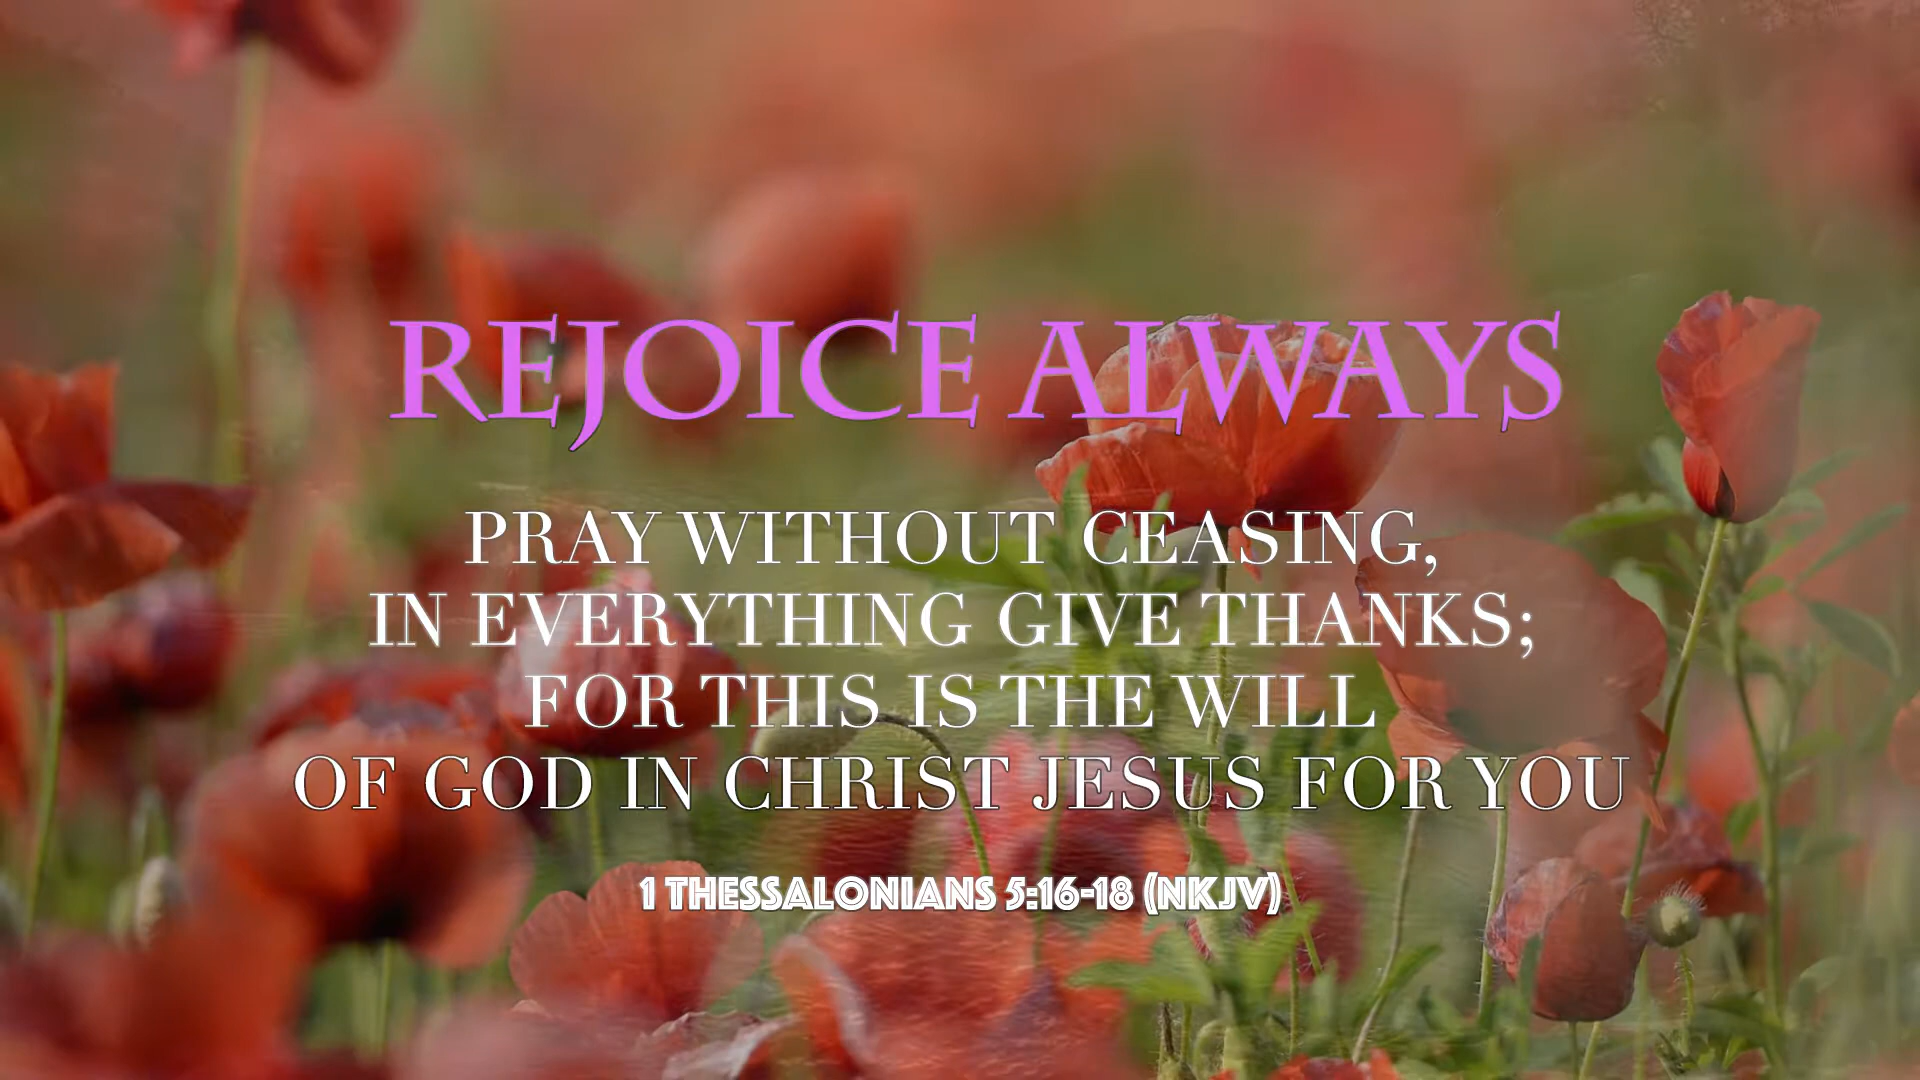 REJOICE ALWAYS
PRAY WITHOUT CEASING,
IN EVERYTHING GIVE THANKS;
FOR THIS IS THE WILL
OF GOD IN CHRIST JESUS FOR YOU
1 THESSALONIANS 5:16-18 (NKJV)